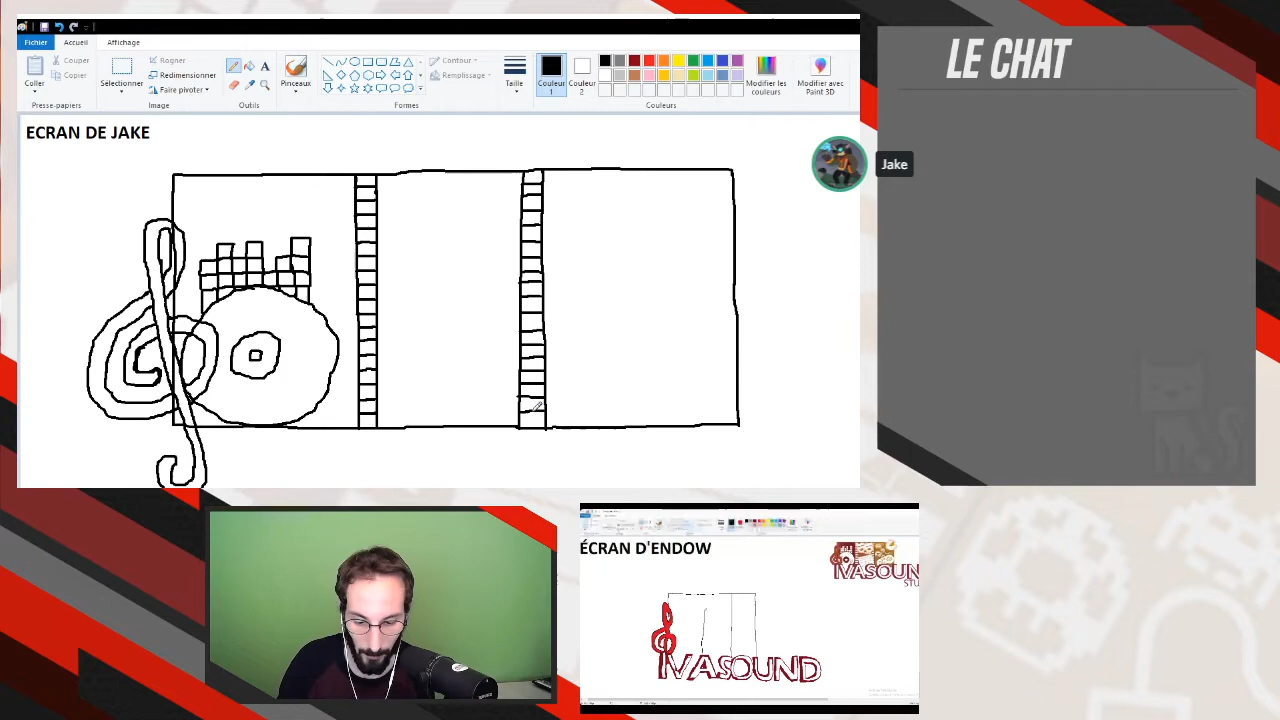 Fichier Accueil Affichage
Coller
Couper
Copier
Presse-papiers
Sélectionner
Rogner
Redimensionner
Faire pivoter
Image
A
Outils
Pinceaux
Contour
Remplissage
Formes
Taille
Couleur 1
Couleur 2
Modifier les couleurs
Modifier avec Paint 3D
Couleurs
ECRAN DE JAKE
Jake
LE CHAT
ÉCRAN D'ENDOW
IVASOUN
STU
IVASOUND